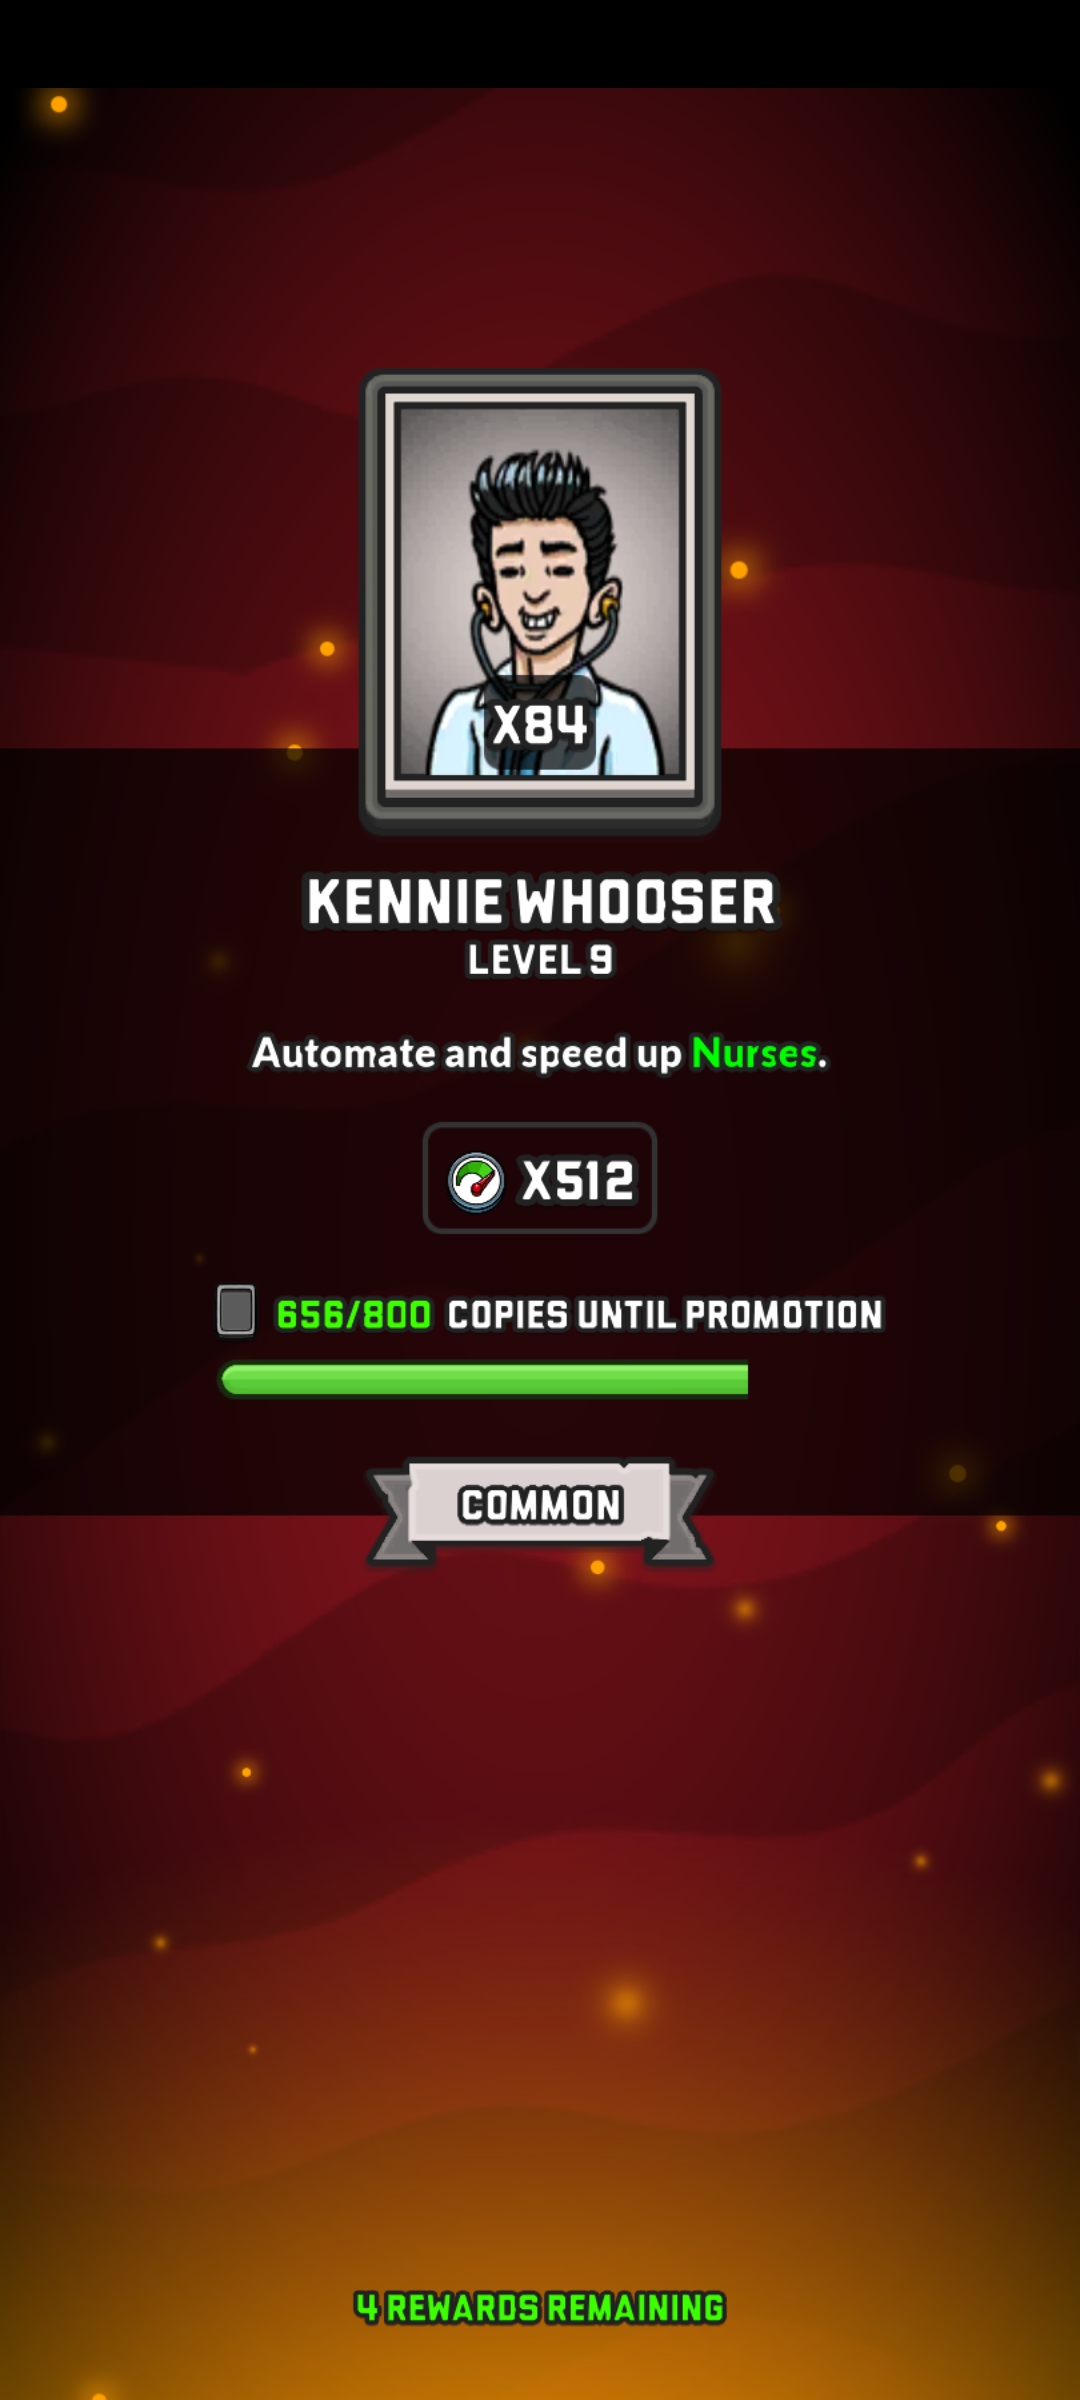 X84
KENNIE WHOOSER
LEVEL 9
Automate and speed up Nurses.
X512
656/800 COPIES UNTIL PROMOTION
COMMON
4 REWARDS REMAINING